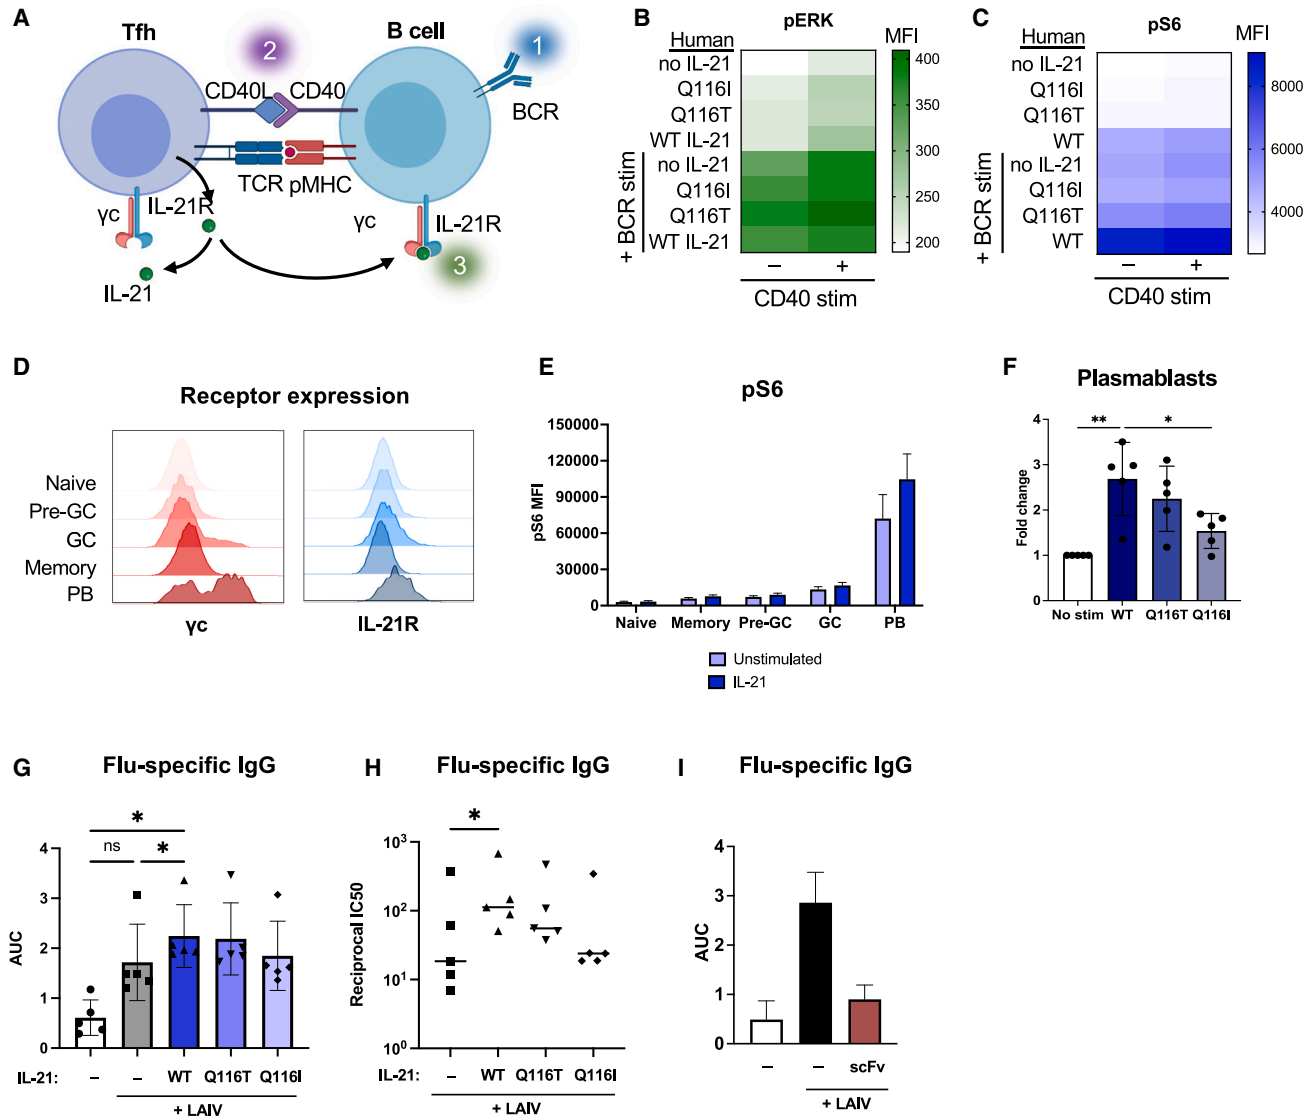 A
Tfh
B cell
2
1
CD40L
CD40
BCR
TCR pMHC
γc
IL-21R
γc
IL-21R
3
IL-21
B
pERK
Human
MFI
no IL-21
Q116I
Q116T
WT IL-21
no IL-21
Q116I
Q116T
WT IL-21
+ BCR stim
400
350
300
250
200
– +
CD40 stim
C
pS6
Human
MFI
no IL-21
Q116I
Q116T
WT
no IL-21
Q116I
Q116T
WT
+ BCR stim
8000
6000
4000
– +
CD40 stim
D
Receptor expression
Naive
Pre-GC
GC
Memory
PB
γc
IL-21R
E
pS6
pS6 MFI
150000
120000
90000
60000
30000
0
Naive Memory Pre-GC GC PB
Unstimulated
IL-21
F
Plasmablasts
Fold change
4
3
2
1
0
** *
No stim WT Q116T Q116I
G
Flu-specific IgG
*
ns *
AUC
4
3
2
1
0
IL-21: – – WT Q116T Q116I
+ LAIV
H
Flu-specific IgG
*
Reciprocal IC50
10³
10²
10¹
10⁰
IL-21: – WT Q116T Q116I
+ LAIV
I
Flu-specific IgG
AUC
4
3
2
1
0
– – scFv
+ LAIV